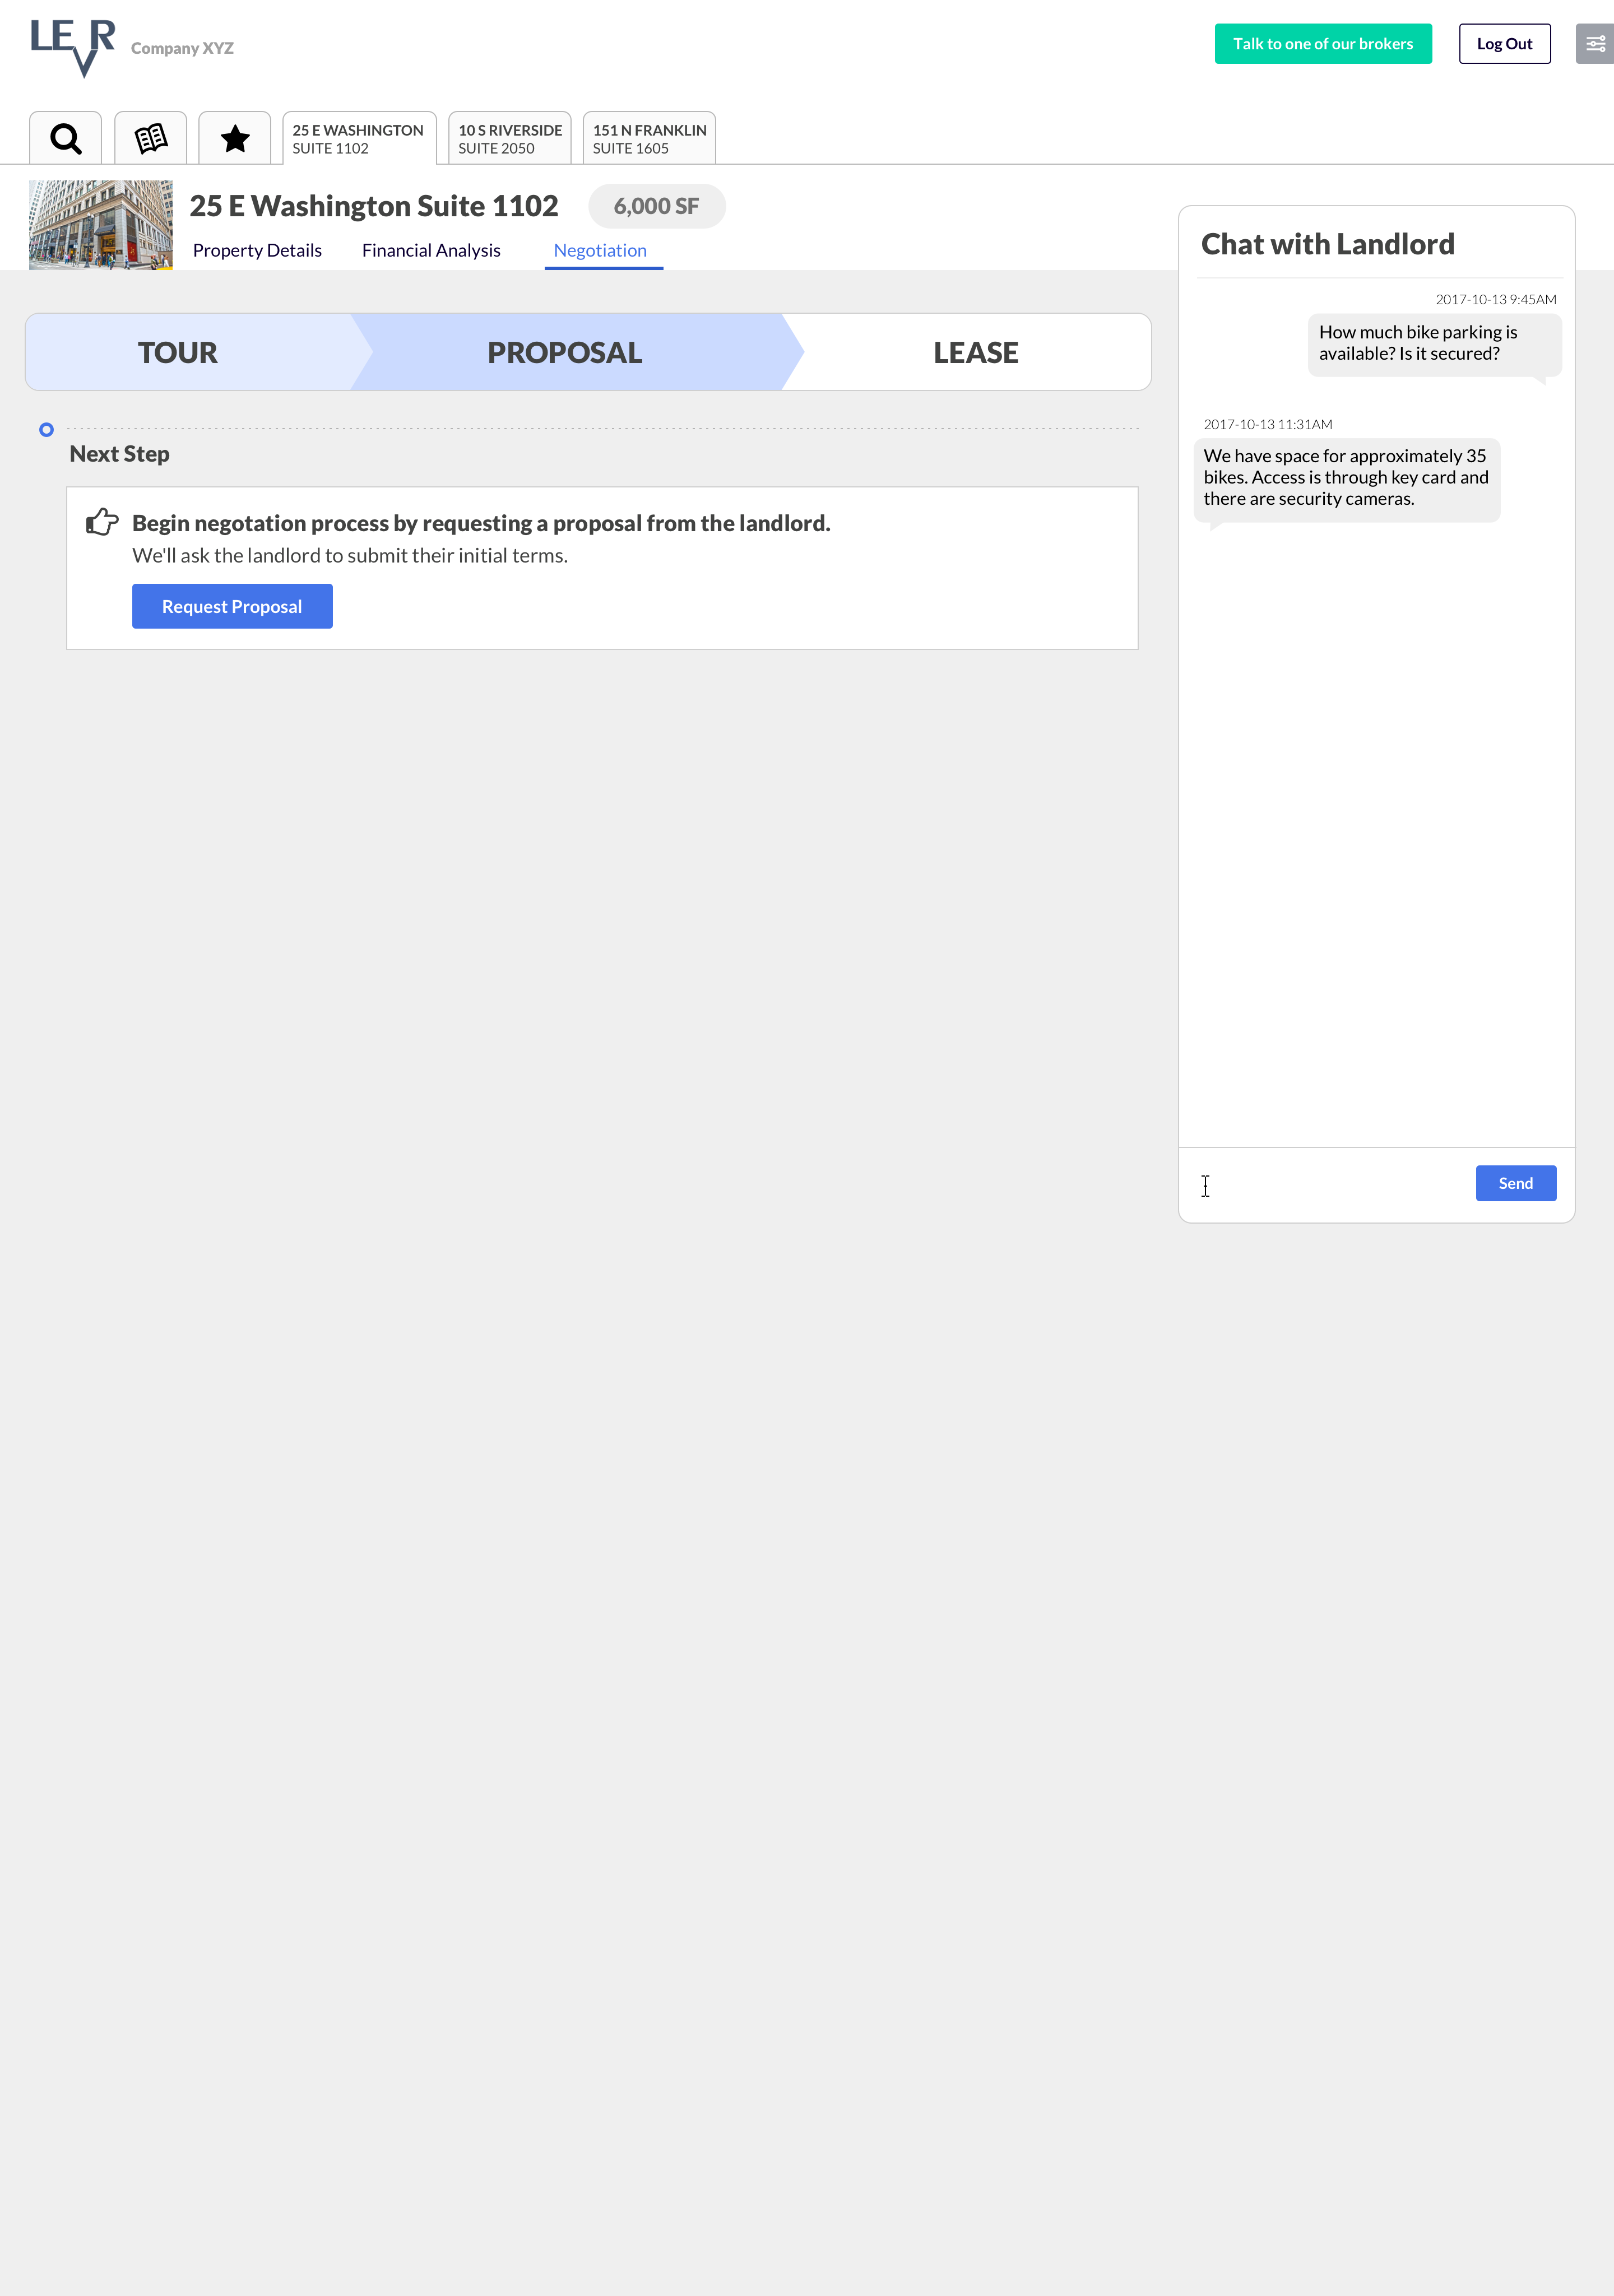 LEVR
Company XYZ
Talk to one of our brokers
Log Out
25 E WASHINGTON
SUITE 1102
10 S RIVERSIDE
SUITE 2050
151 N FRANKLIN
SUITE 1605
25 E Washington Suite 1102
6,000 SF
Property Details
Financial Analysis
Negotiation
TOUR
PROPOSAL
LEASE
Next Step
Begin negotation process by requesting a proposal from the landlord.
We'll ask the landlord to submit their initial terms.
Request Proposal
Chat with Landlord
2017-10-13 9:45AM
How much bike parking is
available? Is it secured?
2017-10-13 11:31AM
We have space for approximately 35
bikes. Access is through key card and
there are security cameras.
Send